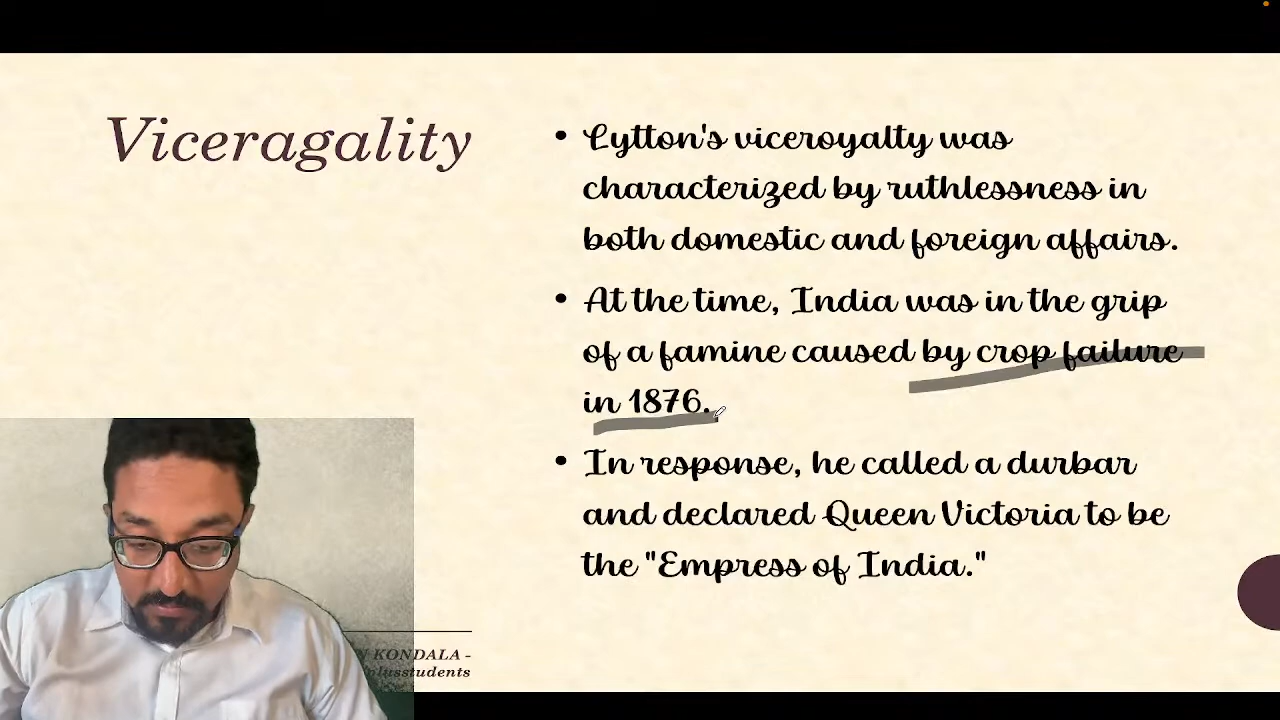 Viceragality
• Lytton's viceroyalty was
characterized by ruthlessness in
both domestic and foreign affairs.
• At the time, India was in the grip
of a famine caused by crop failure
in 1876.
• In response, he called a durbar
and declared Queen Victoria to be
the "Empress of India."
KONDALA -